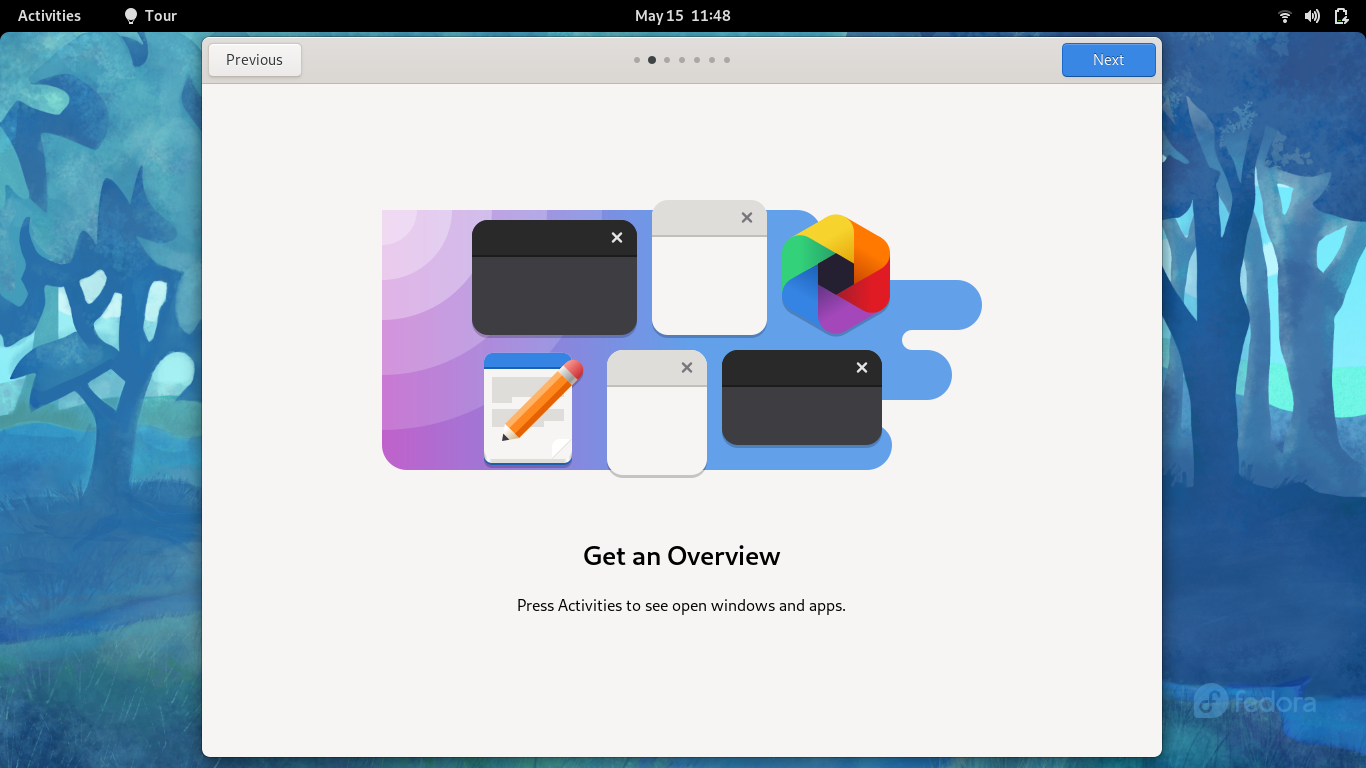 Activities Tour May 15 11:48
Previous Next
Get an Overview
Press Activities to see open windows and apps.
fedora